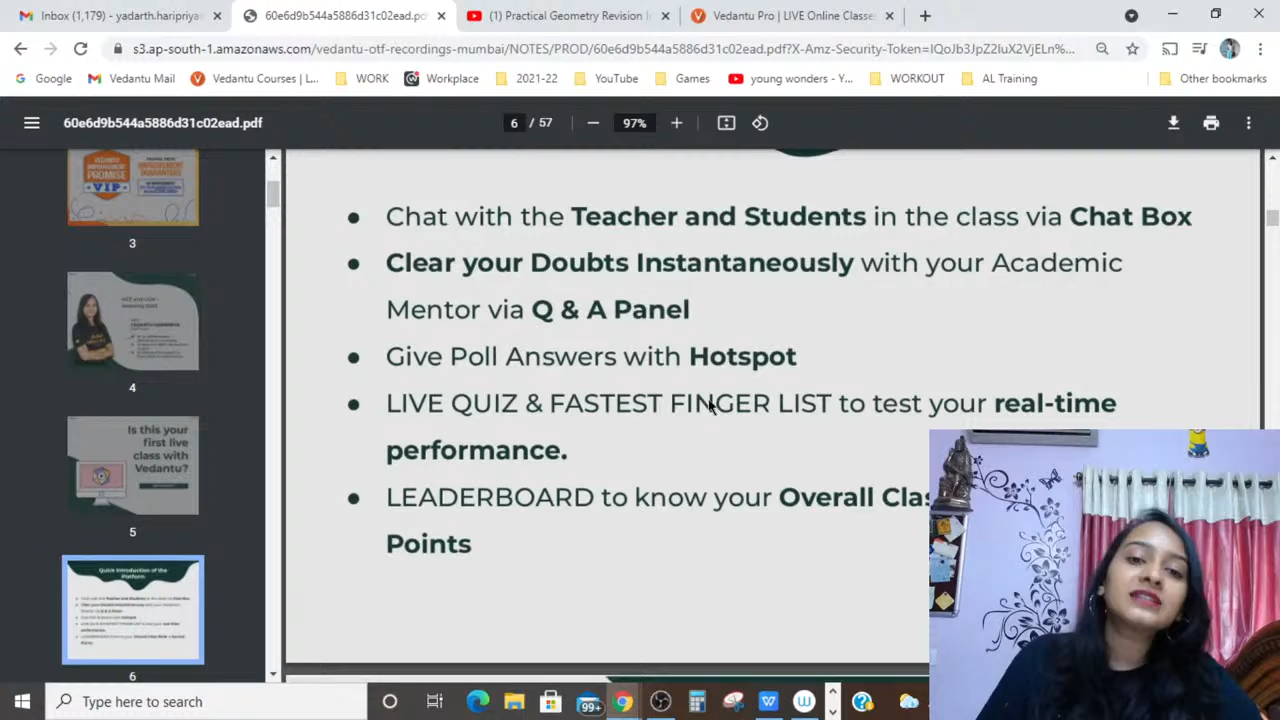 Inbox (1,179) - yadarth.haripriya
60e6d9b544a5886d31c02ead.pdf
(1) Practical Geometry Revision I
Vedantu Pro | LIVE Online Classes
s3.ap-south-1.amazonaws.com/vedantu-otf-recordings-mumbai/NOTES/PROD/60e6d9b544a5886d31c02ead.pdf?X-Amz-Security-Token=IQoJb3JpZ2luX2VjELn%...
Google
Vedantu Mail
Vedantu Courses | L...
WORK
Workplace
2021-22
YouTube
Games
young wonders - Y...
WORKOUT
AL Training
Other bookmarks
60e6d9b544a5886d31c02ead.pdf
6 / 57
97%
VIP
3
4
Is this your
first live
class with
Vedantu?
5
Quick Introduction of the
Platform
6
• Chat with the Teacher and Students in the class via Chat Box
• Clear your Doubts Instantaneously with your Academic
Mentor via Q & A Panel
• Give Poll Answers with Hotspot
• LIVE QUIZ & FASTEST FINGER LIST to test your real-time
performance.
• LEADERBOARD to know your Overall Clas
Points
Type here to search
99+